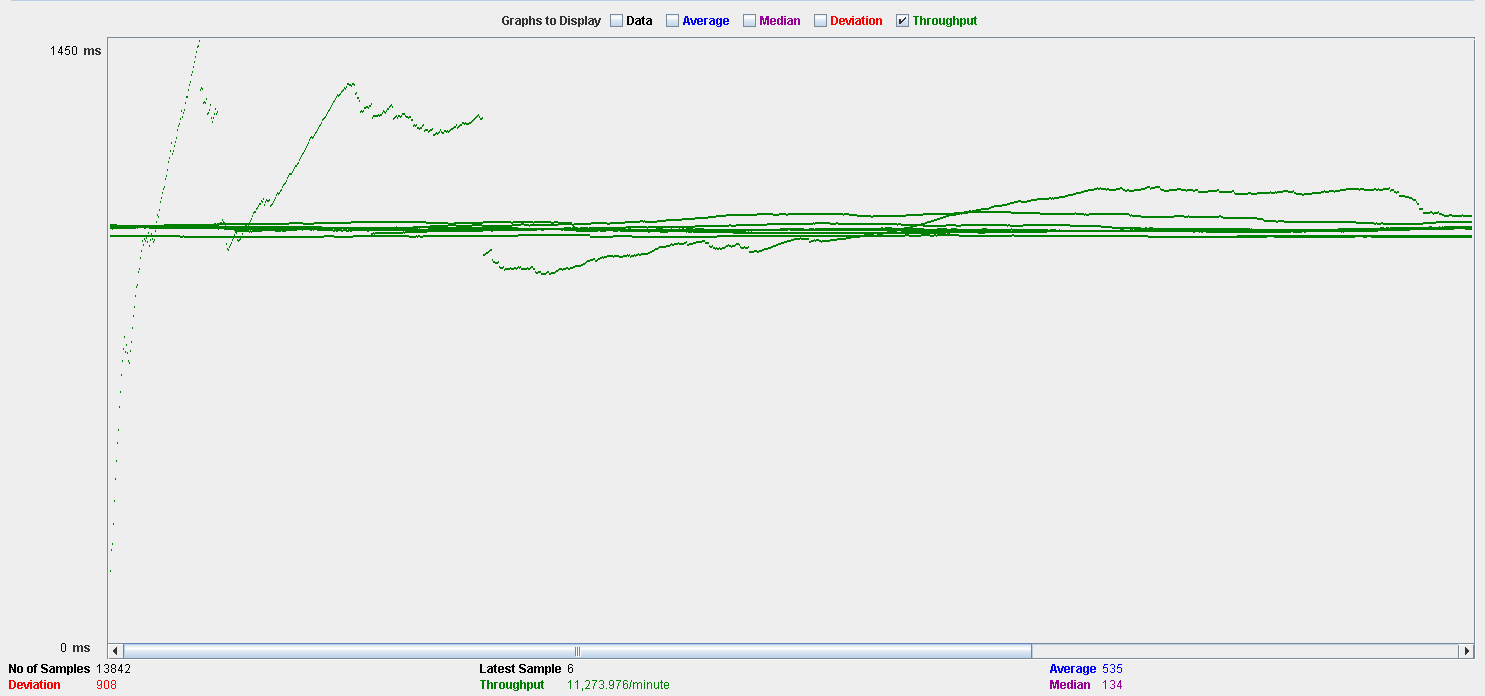 Graphs to Display Data Average Median Deviation Throughput
1450 ms
0 ms
No of Samples 13842 Latest Sample 6 Average 535
Deviation 908 Throughput 11,273.976/minute Median 134